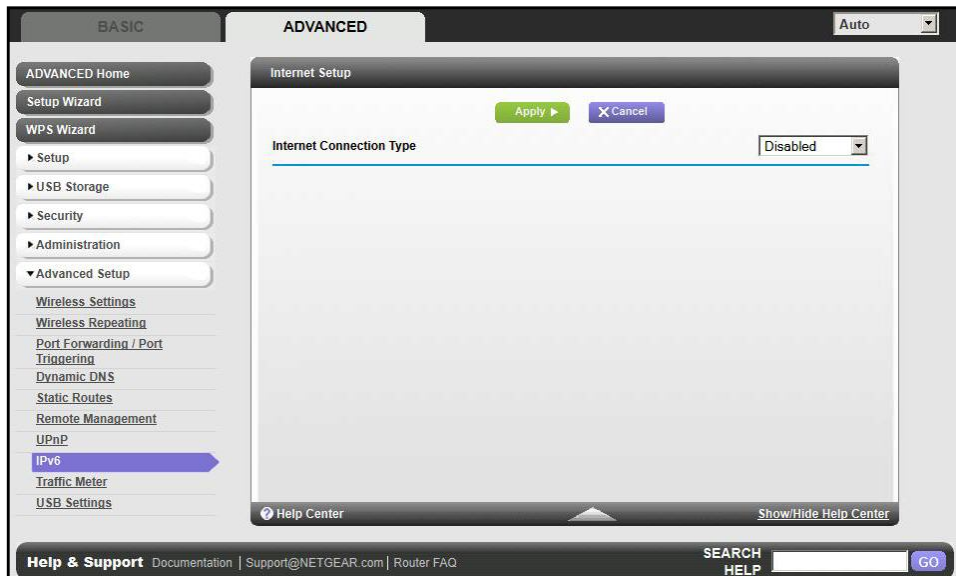 BASIC
ADVANCED
Auto
ADVANCED Home
Setup Wizard
WPS Wizard
Setup
USB Storage
Security
Administration
Advanced Setup
Wireless Settings
Wireless Repeating
Port Forwarding / Port
Triggering
Dynamic DNS
Static Routes
Remote Management
UPnP
IPv6
Traffic Meter
USB Settings
Internet Setup
Apply
X Cancel
Internet Connection Type
Disabled
? Help Center
Show/Hide Help Center
Help & Support Documentation | Support@NETGEAR.com | Router FAQ
SEARCH
HELP
GO